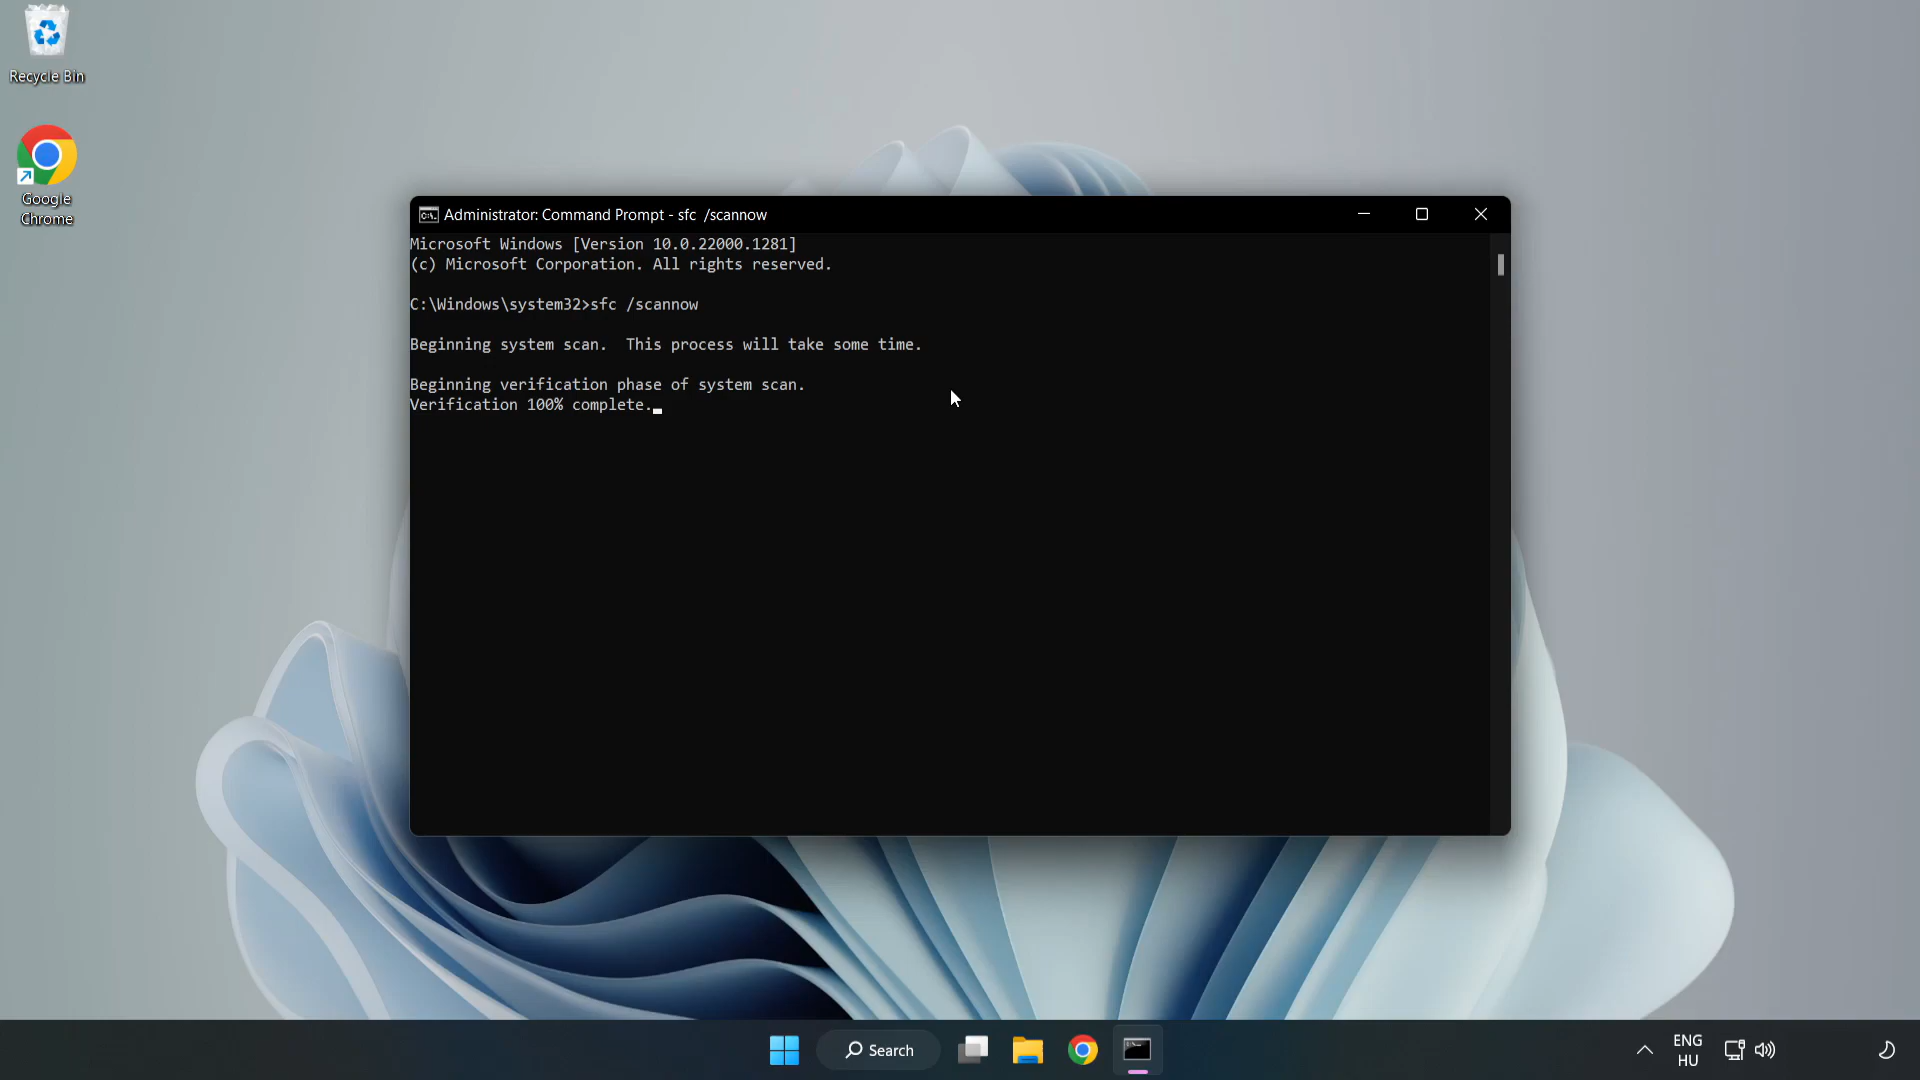 Recycle Bin
Google
Chrome
Administrator: Command Prompt - sfc  /scannow
Microsoft Windows [Version 10.0.22000.1281]
(c) Microsoft Corporation. All rights reserved.
C:\Windows\system32>sfc /scannow
Beginning system scan.  This process will take some time.
Beginning verification phase of system scan.
Verification 100% complete.
Search
ENG
HU